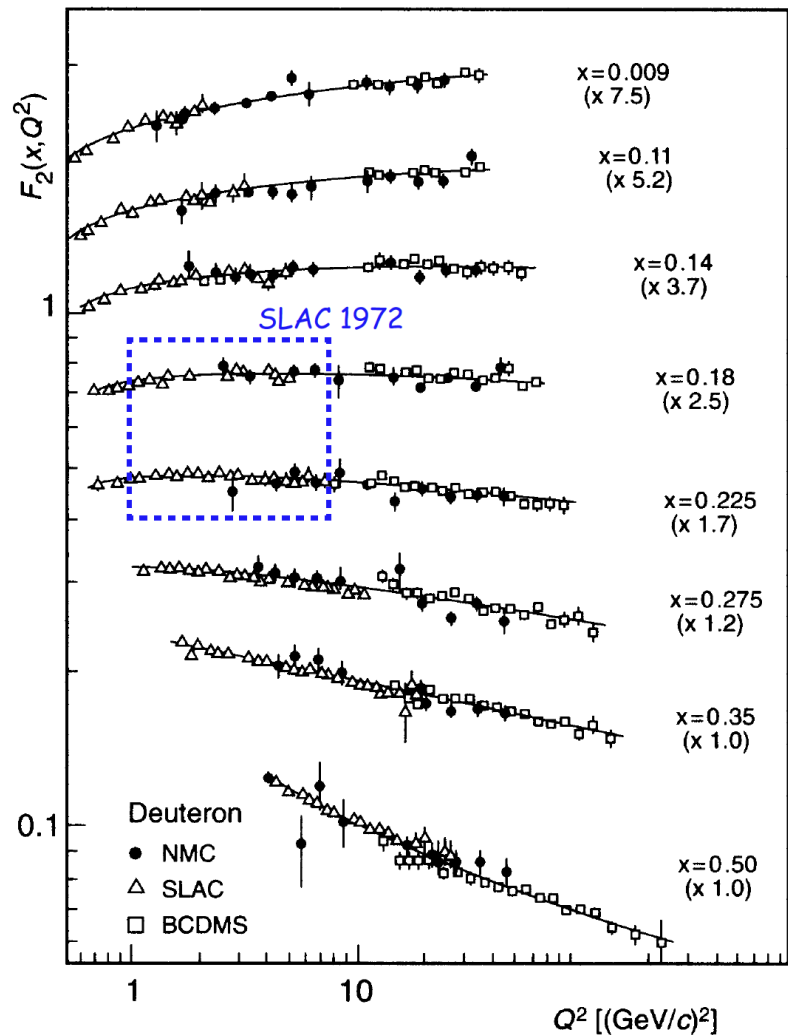 F₂(x,Q²)
x=0.009
(x 7.5)
x=0.11
(x 5.2)
x=0.14
(x 3.7)
1
SLAC 1972
x=0.18
(x 2.5)
x=0.225
(x 1.7)
x=0.275
(x 1.2)
x=0.35
(x 1.0)
0.1
Deuteron
NMC
SLAC
BCDMS
x=0.50
(x 1.0)
1
10
Q² [(GeV/c)²]